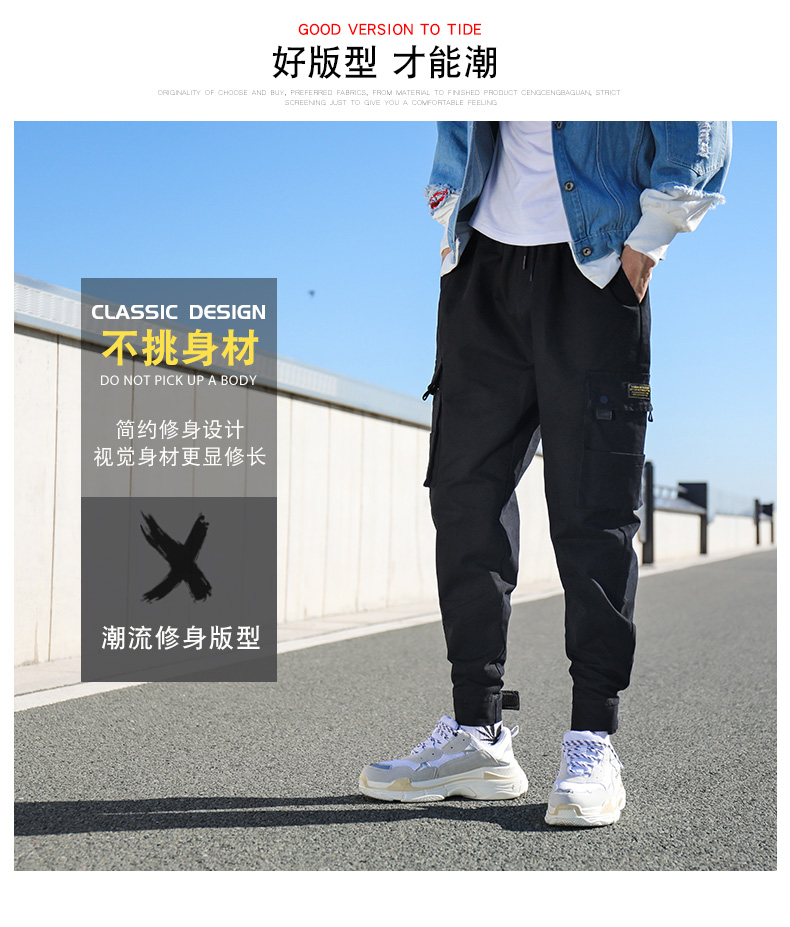 GOOD VERSION TO TIDE
好版型 才能潮
ORIGINALITY OF CHOOSE AND BUY, PREFERRED FABRICS, FROM MATERIAL TO FINISHED PRODUCT CENGCENGBAGUAN, STRICT
SCREENING JUST TO GIVE YOU A COMFORTABLE FEELING
CLASSIC DESIGN
不挑身材
DO NOT PICK UP A BODY
简约修身设计
视觉身材更显修长
潮流修身版型